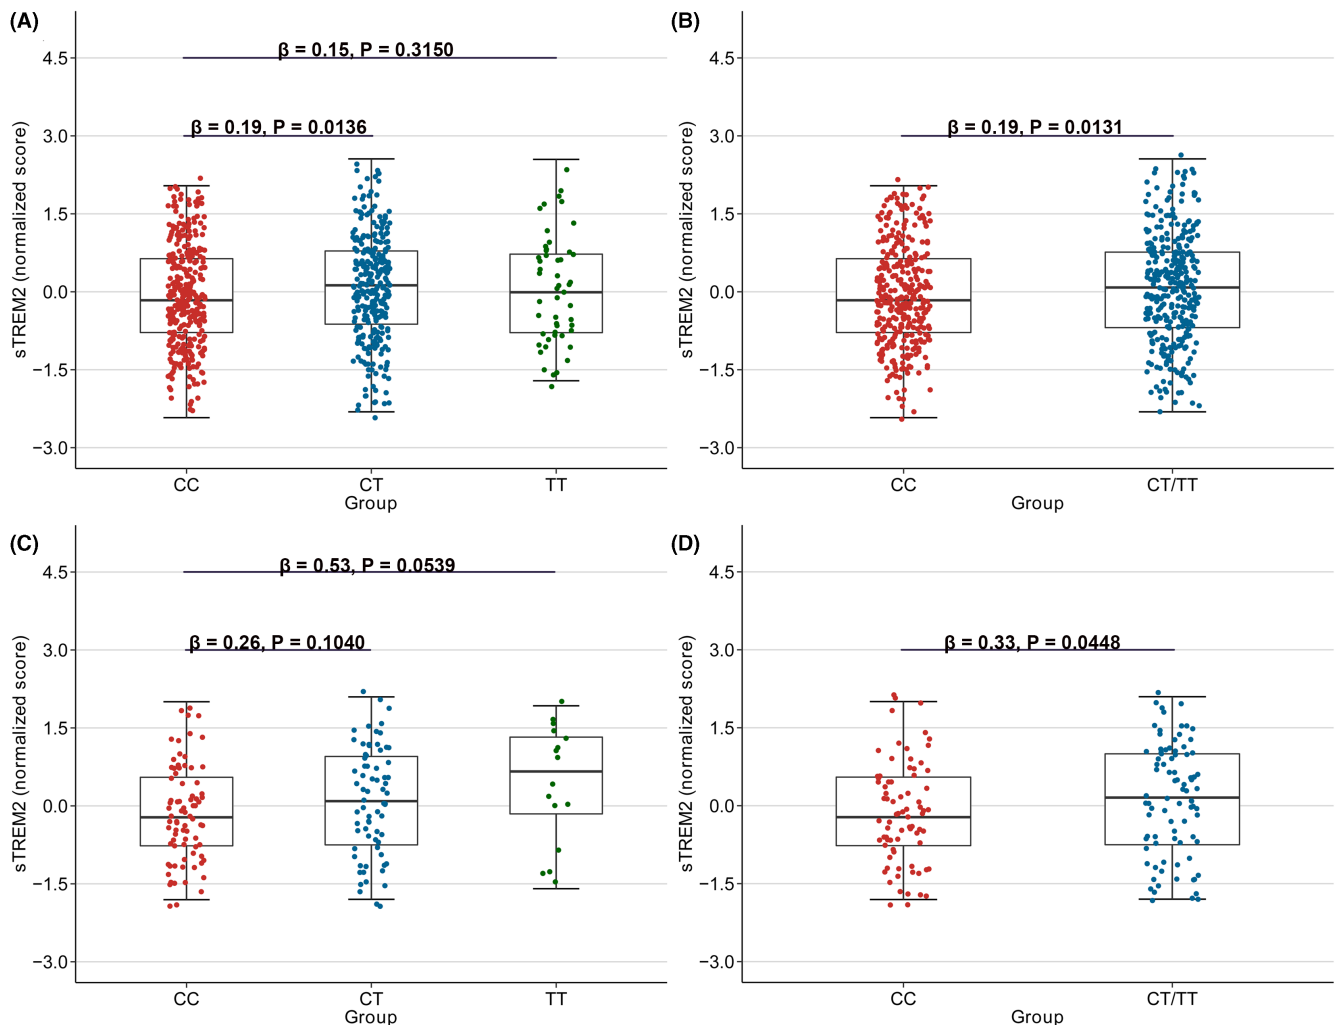 (A)
sTREM2 (normalized score)
4.5
3.0
1.5
0.0
−1.5
−3.0
β = 0.15, P = 0.3150
β = 0.19, P = 0.0136
CC CT TT
Group
(B)
sTREM2 (normalized score)
4.5
3.0
1.5
0.0
−1.5
−3.0
β = 0.19, P = 0.0131
CC CT/TT
Group
(C)
sTREM2 (normalized score)
4.5
3.0
1.5
0.0
−1.5
−3.0
β = 0.53, P = 0.0539
β = 0.26, P = 0.1040
CC CT TT
Group
(D)
sTREM2 (normalized score)
4.5
3.0
1.5
0.0
−1.5
−3.0
β = 0.33, P = 0.0448
CC CT/TT
Group